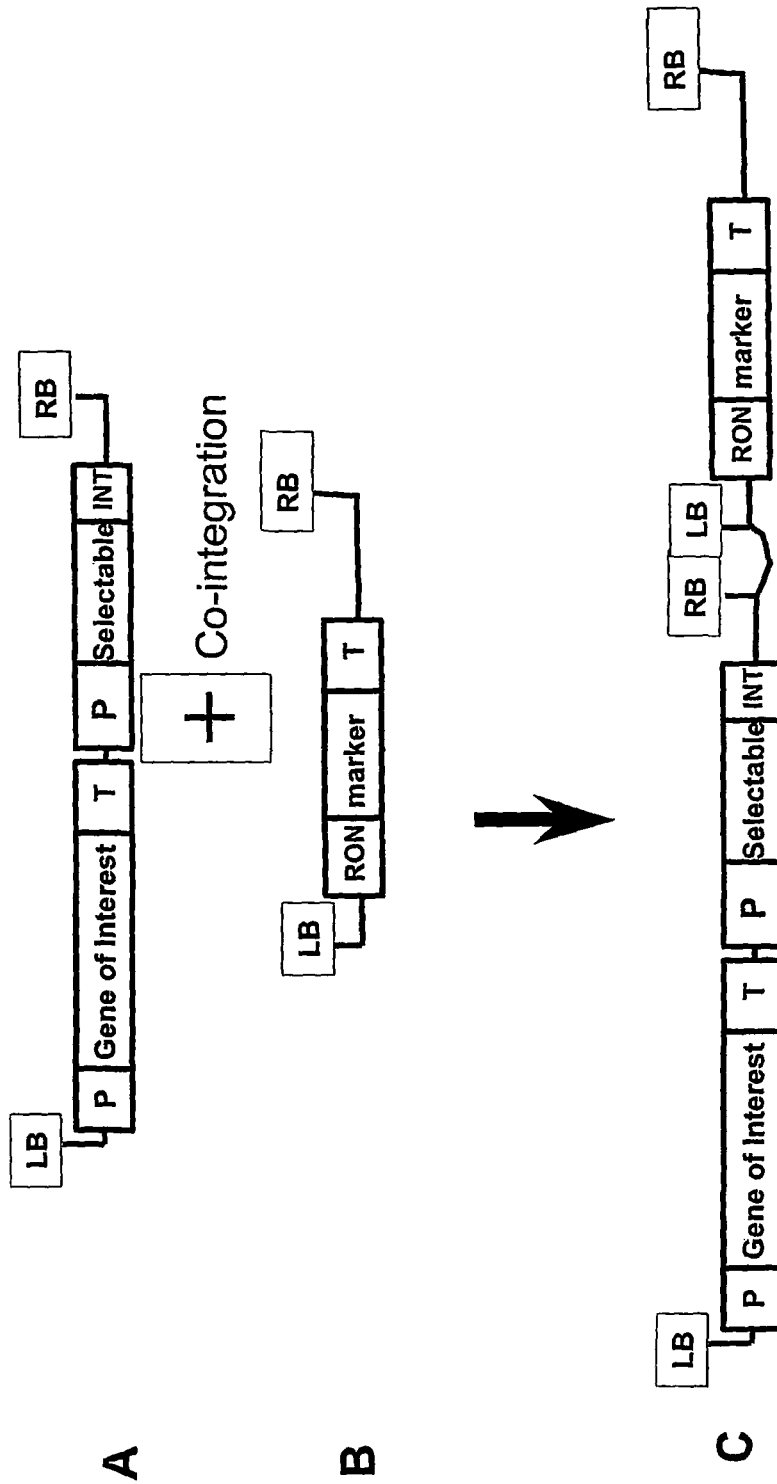 A
LB
RB
P Gene of Interest T P Selectable INT
+ Co-integration
B
LB
RB
RON marker T
C
LB
RB LB
RB
P Gene of Interest T P Selectable INT
RON marker T